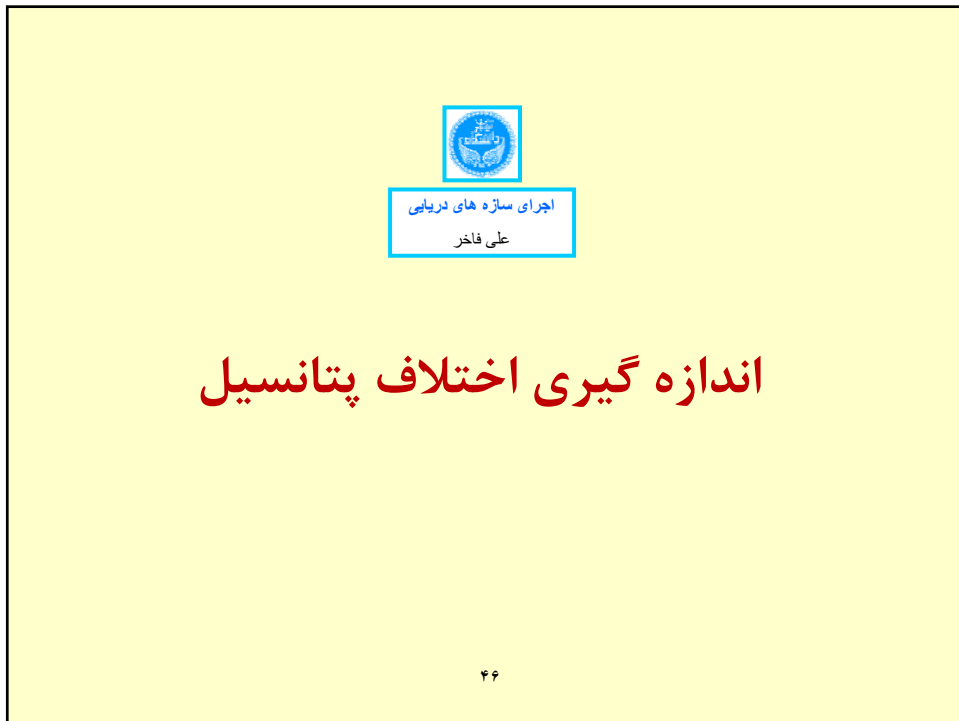 اجرای سازه های دریایی
علی فاخر
اندازه گیری اختلاف پتانسیل
۴۶